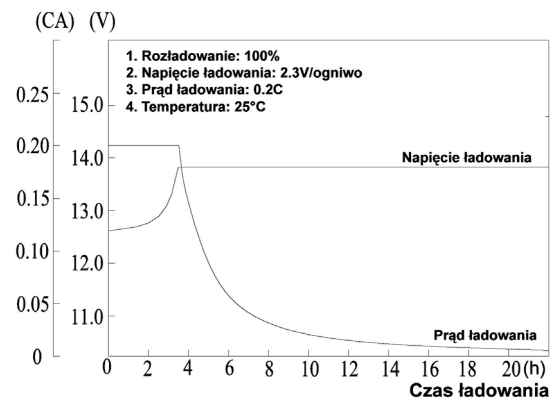 (CA) (V)
1. Rozładowanie: 100%
2. Napięcie ładowania: 2.3V/ogniwo
3. Prąd ładowania: 0.2C
4. Temperatura: 25°C
0.25
15.0
0.20
14.0
Napięcie ładowania
0.15
13.0
0.10
12.0
0.05
11.0
Prąd ładowania
0
0 2 4 6 8 10 12 14 16 18 20 (h)
Czas ładowania